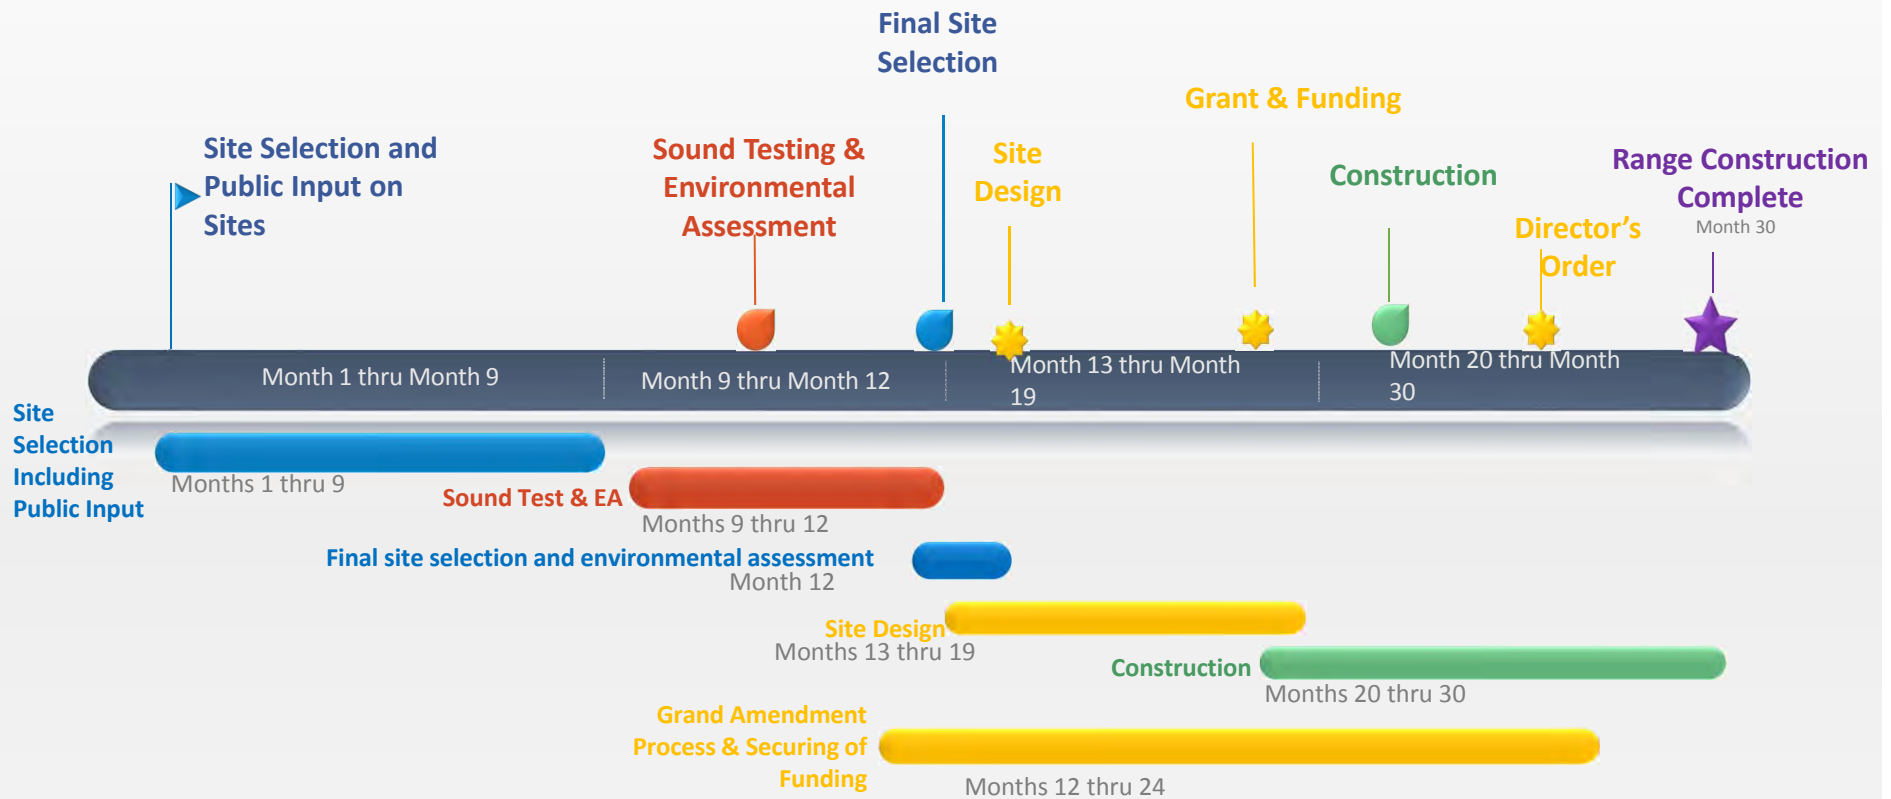 Final Site
Selection
Grant & Funding
Site Selection and
Public Input on
Sites
Sound Testing &
Environmental
Assessment
Site
Design
Construction
Range Construction
Complete
Month 30
Director's
Order
Month 1 thru Month 9
Month 9 thru Month 12
Month 13 thru Month
19
Month 20 thru Month
30
Site
Selection
Including
Public Input
Months 1 thru 9
Sound Test & EA
Months 9 thru 12
Final site selection and environmental assessment
Month 12
Site Design
Months 13 thru 19
Construction
Months 20 thru 30
Grand Amendment
Process & Securing of
Funding
Months 12 thru 24